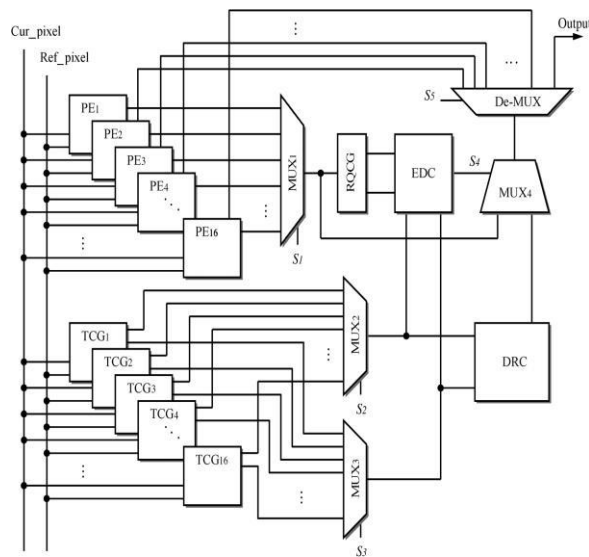 Cur_pixel
Ref_pixel
Output
⋮
...
S5
De-MUX
PE1
PE2
PE3
PE4
PE16
MUX1
S1
RQCG
EDC
S4
MUX4
TCG1
TCG2
TCG3
TCG4
TCG16
MUX2
S2
DRC
MUX3
S3